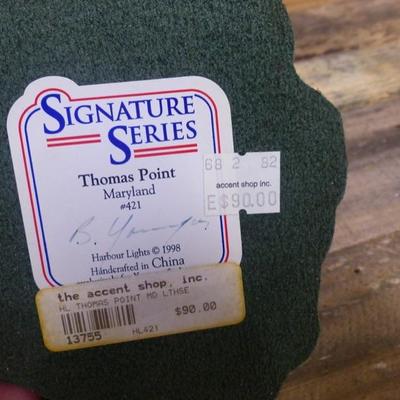 SIGNATURE
SERIES
Thomas Point
Maryland
#421
Harbour Lights © 1998
Handcrafted in China
68 2 82
accent shop inc.
E$90.00
the accent shop, inc.
HL THOMAS POINT MD LTHSE
$90.00
13755 HL421